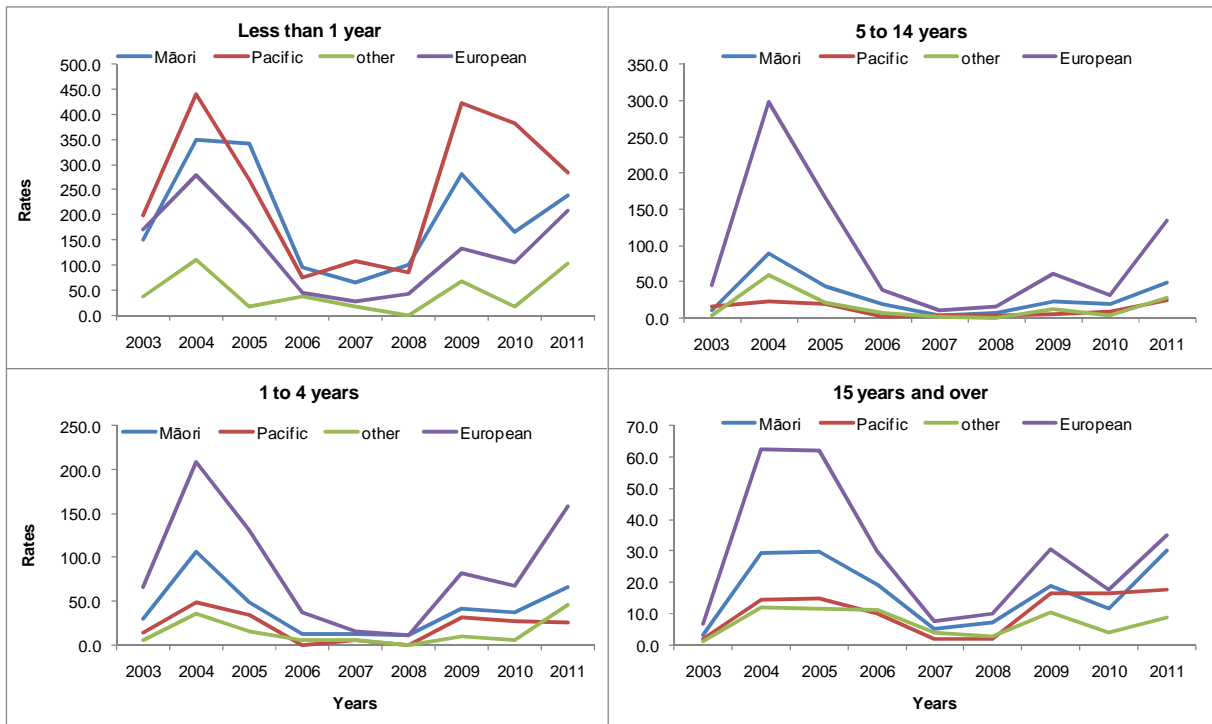 Less than 1 year
Māori Pacific other European
500.0
450.0
400.0
350.0
300.0
250.0
200.0
150.0
100.0
50.0
0.0
Rates
2003 2004 2005 2006 2007 2008 2009 2010 2011
5 to 14 years
Māori Pacific other European
350.0
300.0
250.0
200.0
150.0
100.0
50.0
0.0
2003 2004 2005 2006 2007 2008 2009 2010 2011
1 to 4 years
Māori Pacific other European
250.0
200.0
150.0
100.0
50.0
0.0
Rates
2003 2004 2005 2006 2007 2008 2009 2010 2011
Years
15 years and over
Māori Pacific other European
70.0
60.0
50.0
40.0
30.0
20.0
10.0
0.0
2003 2004 2005 2006 2007 2008 2009 2010 2011
Years